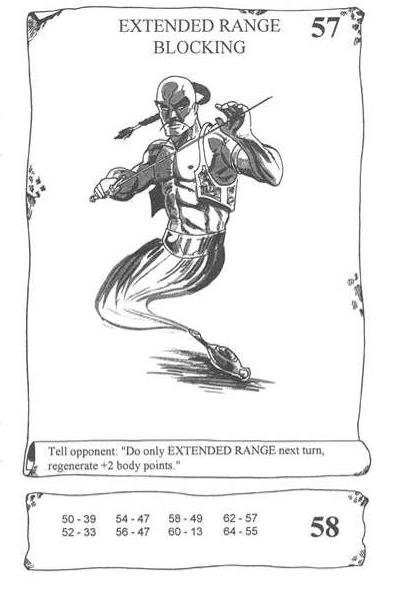 EXTENDED RANGE 57
BLOCKING
Tell opponent: "Do only EXTENDED RANGE next turn,
regenerate +2 body points."
50 - 39 54 - 47 58 - 49 62 - 57
52 - 33 56 - 47 60 - 13 64 - 55
58